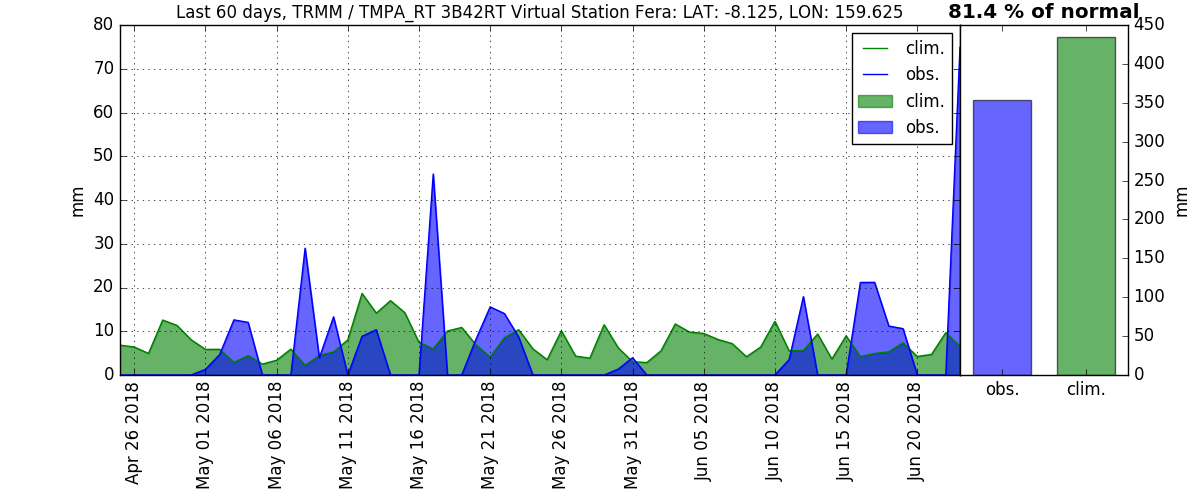 Last 60 days, TRMM / TMPA_RT 3B42RT Virtual Station Fera: LAT: -8.125, LON: 159.625
81.4 % of normal
80
70
60
50
40
30
20
10
0
mm
clim.
obs.
clim.
obs.
450
400
350
300
250
200
150
100
50
0
mm
obs.
clim.
Apr 26 2018
May 01 2018
May 06 2018
May 11 2018
May 16 2018
May 21 2018
May 26 2018
May 31 2018
Jun 05 2018
Jun 10 2018
Jun 15 2018
Jun 20 2018